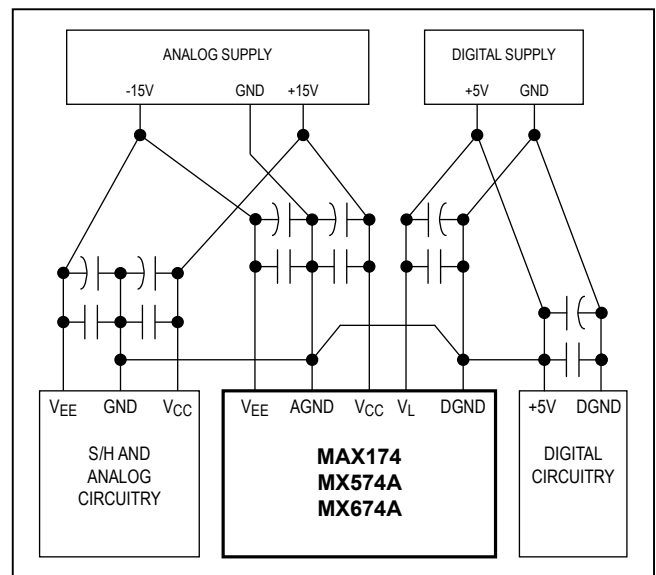 ANALOG SUPPLY
-15V GND +15V
DIGITAL SUPPLY
+5V GND
VEE GND VCC
S/H AND
ANALOG
CIRCUITRY
VEE AGND VCC VL DGND
MAX174
MX574A
MX674A
+5V DGND
DIGITAL
CIRCUITRY